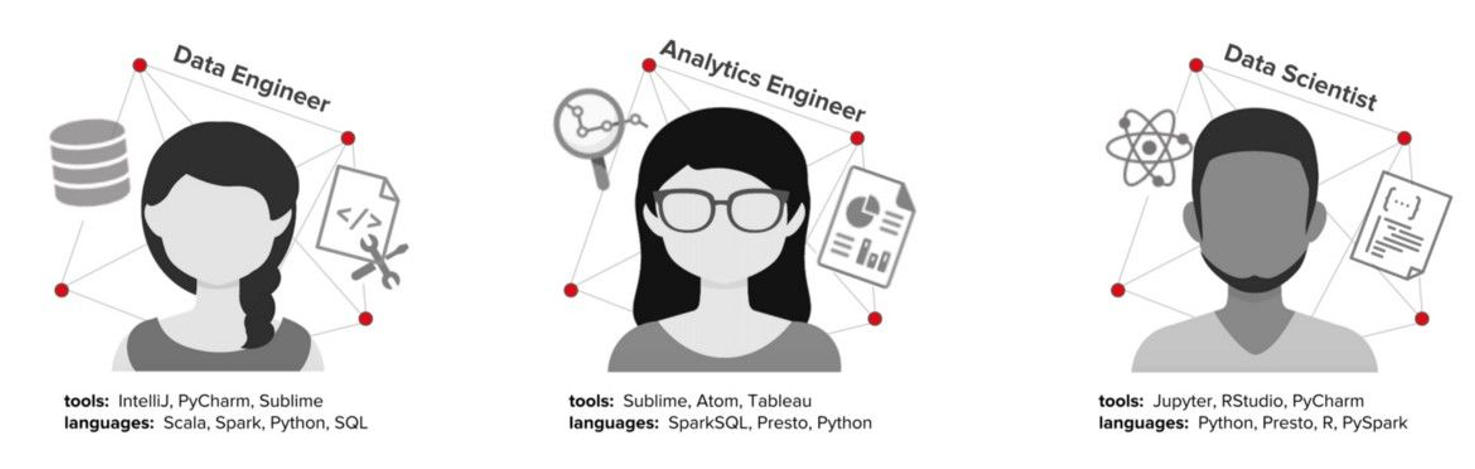 Data Engineer
</>
tools: IntelliJ, PyCharm, Sublime
languages: Scala, Spark, Python, SQL
Analytics Engineer
tools: Sublime, Atom, Tableau
languages: SparkSQL, Presto, Python
Data Scientist
{...}
tools: Jupyter, RStudio, PyCharm
languages: Python, Presto, R, PySpark